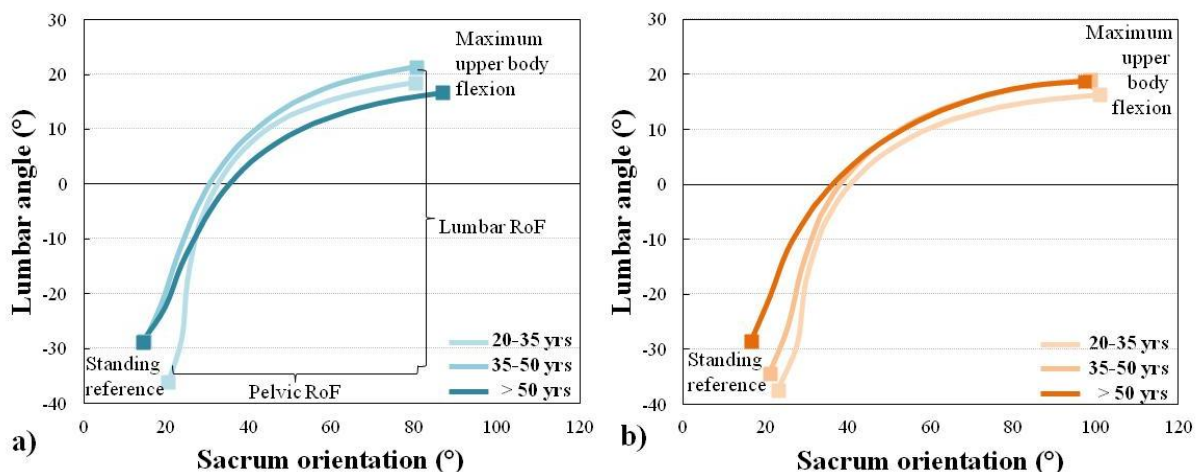 30
20
10
0
-10
-20
-30
-40
Lumbar angle (°)
Maximum
upper body
flexion
Lumbar RoF
Standing
reference
Pelvic RoF
20-35 yrs
35-50 yrs
> 50 yrs
0 20 40 60 80 100 120
a)
Sacrum orientation (°)
30
20
10
0
-10
-20
-30
-40
Lumbar angle (°)
Maximum
upper
body
flexion
Standing
reference
20-35 yrs
35-50 yrs
> 50 yrs
0 20 40 60 80 100 120
b)
Sacrum orientation (°)